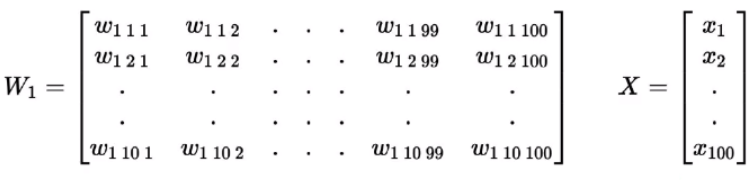 w₁ ₁ ₁ w₁ ₁ ₂ . . . w₁ ₁ ₉₉ w₁ ₁ ₁₀₀ x₁
w₁ ₂ ₁ w₁ ₂ ₂ . . . w₁ ₂ ₉₉ w₁ ₂ ₁₀₀ x₂
W₁ = . . . . . . . X = .
. . . . . . . .
w₁ ₁₀ ₁ w₁ ₁₀ ₂ . . . w₁ ₁₀ ₉₉ w₁ ₁₀ ₁₀₀ x₁₀₀